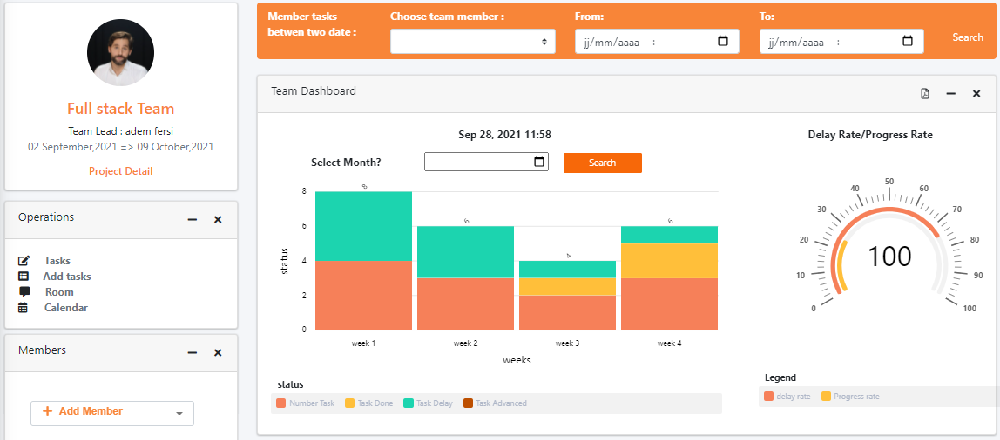 Full stack Team
Team Lead : adem fersi
02 September,2021 => 09 October,2021
Project Detail
Operations
Tasks
Add tasks
Room
Calendar
Members
Add Member
Member tasks
betwen two date :
Choose team member :
From:
jj/mm/aaaa --:--
To:
jj/mm/aaaa --:--
Search
Team Dashboard
Sep 28, 2021 11:58
Select Month?
--------- ----
Search
8
6
4
2
0
status
8
6
4
6
week 1
week 2
week 3
week 4
weeks
status
Number Task
Task Done
Task Delay
Task Advanced
Delay Rate/Progress Rate
0
10
20
30
40
50
60
70
80
90
100
100
Legend
delay rate
Progress rate